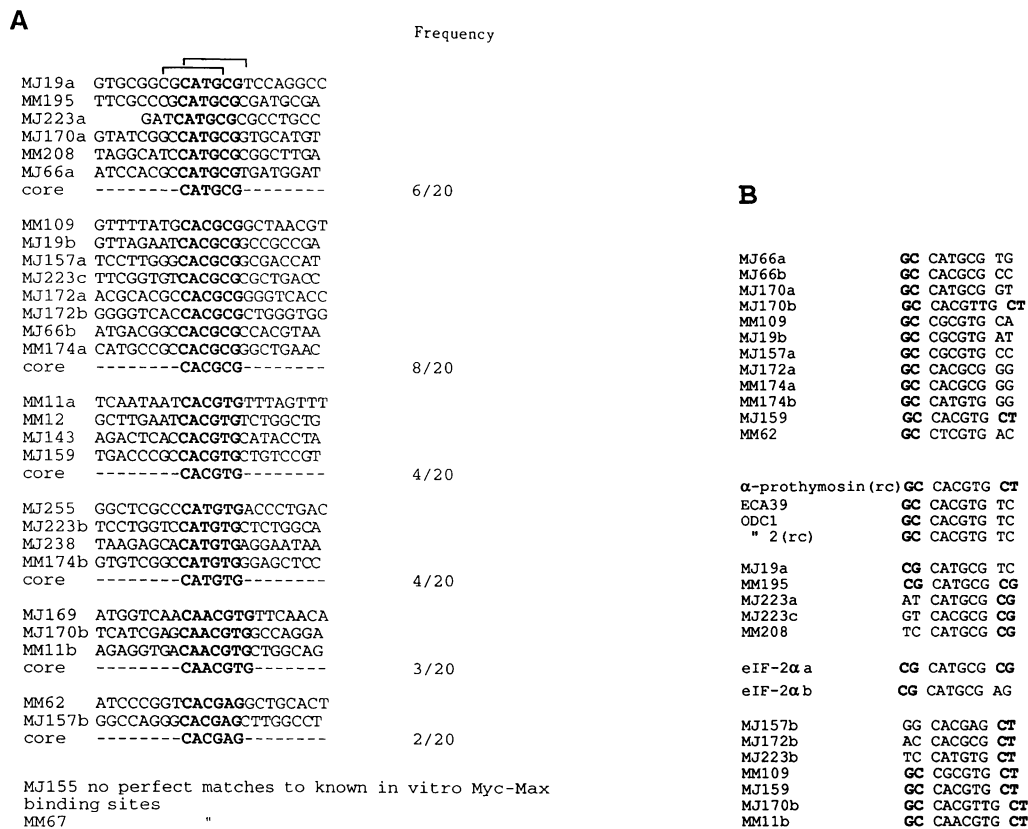 A
Frequency
MJ19a GTGCGGCGCATGCGTCCAGGCC
MM195 TTCGCCCGCATGCGCGATGCGA
MJ223a GATCATGCGCGCCTGCC
MJ170a GTATCGGCCATGCGGTGCATGT
MM208 TAGGCATCCATGCGCGGCTTGA
MJ66a ATCCACGCCATGCGTGATGGAT
core --------CATGCG-------- 6/20
MM109 GTTTTATGCACGCGGCTAACGT
MJ19b GTTAGAATCACGCGGCCGCCGA
MJ157a TCCTTGGGCACGCGGCGACCAT
MJ223c TTCGGTGTCACGCGCGCTGACC
MJ172a ACGCACGCCACGCGGGGTCACC
MJ172b GGGGTCACCACGCGCTGGGTGG
MJ66b ATGACGGCCACGCGCCACGTAA
MM174a CATGCCGCCACGCGGGCTGAAC
core --------CACGCG-------- 8/20
MM11a TCAATAATCACGTGTTTAGTTT
MM12 GCTTGAATCACGTGTCTGGCTG
MJ143 AGACTCACCACGTGCATACCTA
MJ159 TGACCCGCCACGTGCTGTCCGT
core --------CACGTG-------- 4/20
MJ255 GGCTCGCCCATGTGACCCTGAC
MJ223b TCCTGGTCCATGTGCTCTGGCA
MJ238 TAAGAGCACATGTGAGGAATAA
MM174b GTGTCGGCCATGTGGGAGCTCC
core --------CATGTG-------- 4/20
MJ169 ATGGTCAACAACGTGTTCAACA
MJ170b TCATCGAGCAACGTGGCCAGGA
MM11b AGAGGTGACAACGTGCTGGCAG
core --------CAACGTG------- 3/20
MM62 ATCCCGGTCACGAGGCTGCACT
MJ157b GGCCAGGGCACGAGCTTGGCCT
core --------CACGAG-------- 2/20
MJ155 no perfect matches to known in vitro Myc-Max
binding sites
MM67 "
B
MJ66a GC CATGCG TG
MJ66b GC CACGCG CC
MJ170a GC CATGCG GT
MJ170b GC CACGTTG CT
MM109 GC CGCGTG CA
MJ19b GC CGCGTG AT
MJ157a GC CGCGTG CC
MJ172a GC CACGCG GG
MM174a GC CACGCG GG
MM174b GC CATGTG GG
MJ159 GC CACGTG CT
MM62 GC CTCGTG AC
α-prothymosin(rc) GC CACGTG CT
ECA39 GC CACGTG TC
ODC1 GC CACGTG TC
" 2(rc) GC CACGTG TC
MJ19a CG CATGCG TC
MM195 CG CATGCG CG
MJ223a AT CATGCG CG
MJ223c GT CACGCG CG
MM208 TC CATGCG CG
eIF-2α a CG CATGCG CG
eIF-2α b CG CATGCG AG
MJ157b GG CACGAG CT
MJ172b AC CACGCG CT
MJ223b TC CATGTG CT
MM109 GC CGCGTG CT
MJ159 GC CACGTG CT
MJ170b GC CACGTTG CT
MM11b GC CAACGTG CT